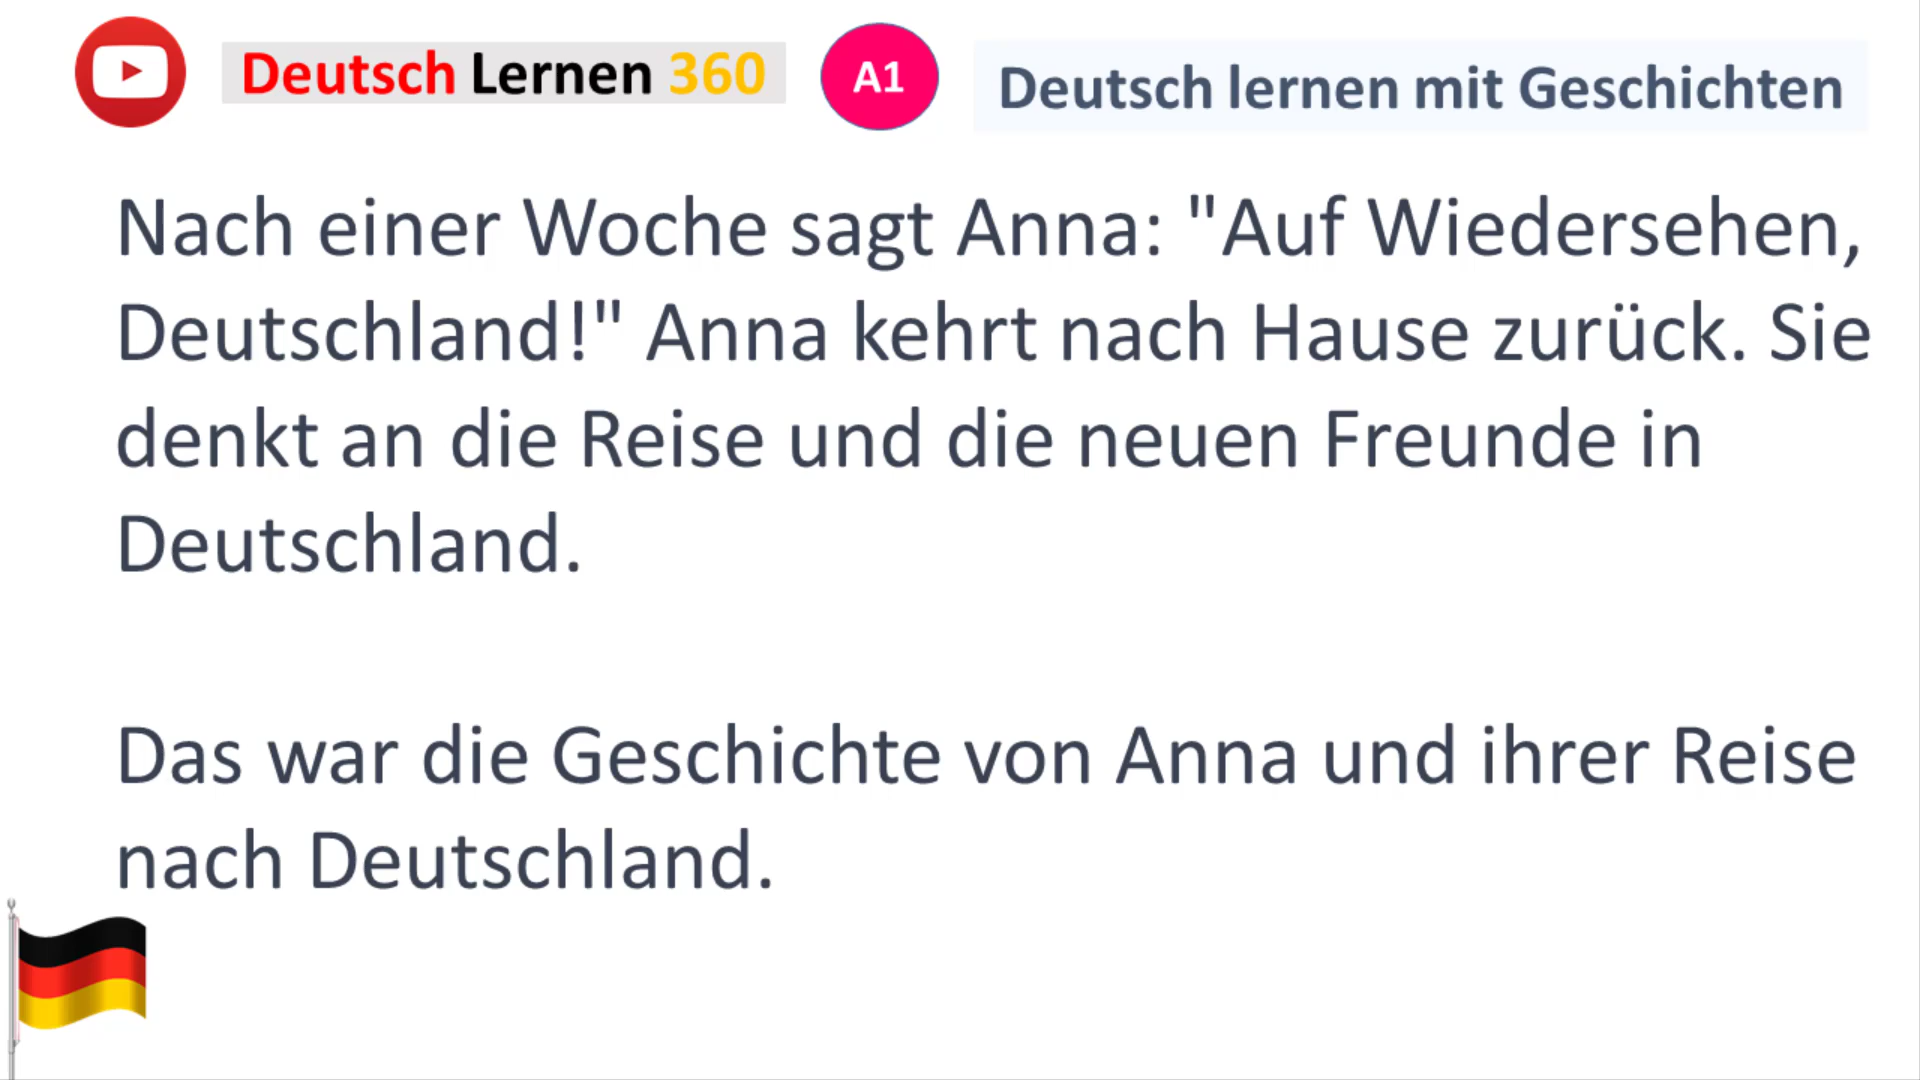 Deutsch Lernen 360
A1
Deutsch lernen mit Geschichten
Nach einer Woche sagt Anna: "Auf Wiedersehen,
Deutschland!" Anna kehrt nach Hause zurück. Sie
denkt an die Reise und die neuen Freunde in
Deutschland.
Das war die Geschichte von Anna und ihrer Reise
nach Deutschland.